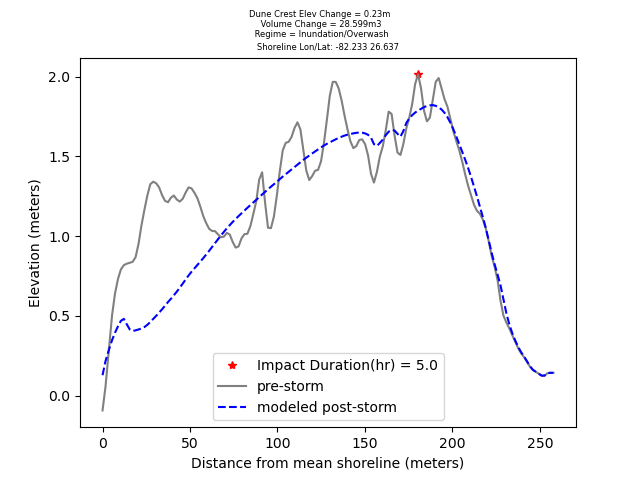 Dune Crest Elev Change = 0.23m
Volume Change = 28.599m3
Regime = Inundation/Overwash
Shoreline Lon/Lat: -82.233 26.637
2.0
1.5
1.0
0.5
0.0
Elevation (meters)
Impact Duration(hr) = 5.0
pre-storm
modeled post-storm
0 50 100 150 200 250
Distance from mean shoreline (meters)